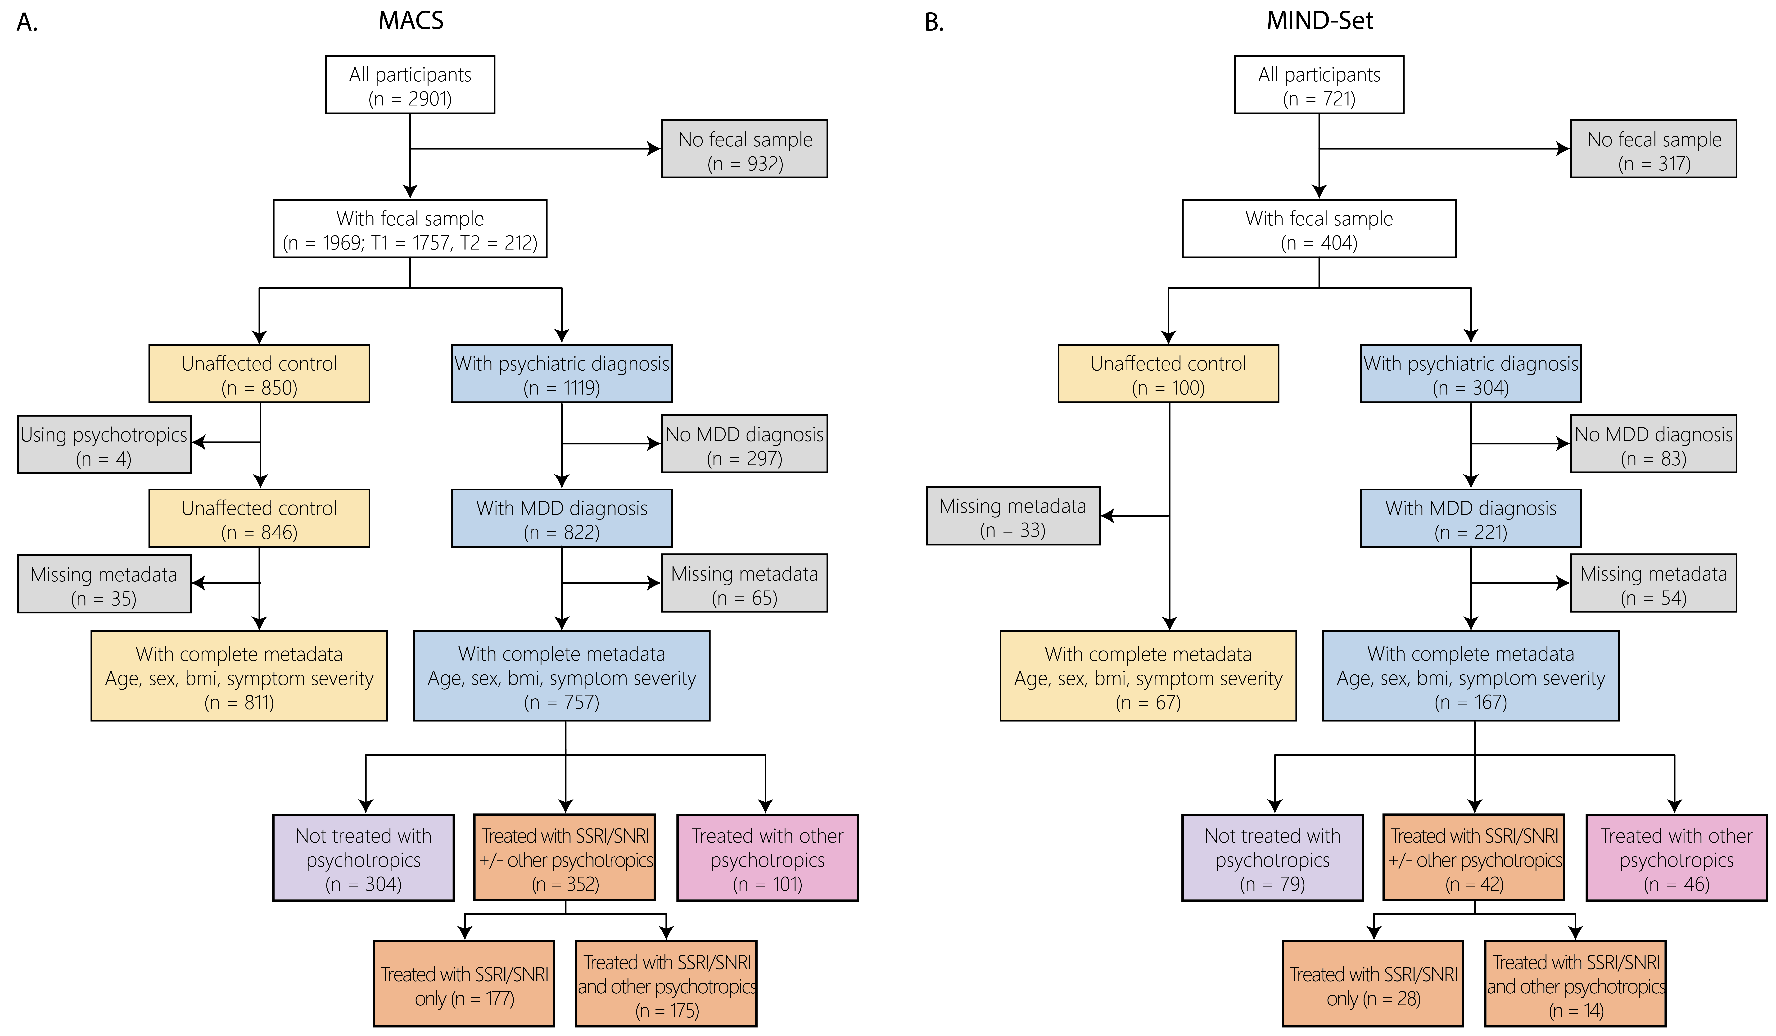 A.
MACS
All participants
(n = 2901)
No fecal sample
(n = 932)
With fecal sample
(n = 1969; T1 = 1757, T2 = 212)
Unaffected control
(n = 850)
With psychiatric diagnosis
(n = 1119)
Using psychotropics
(n = 4)
No MDD diagnosis
(n = 297)
Unaffected control
(n = 846)
With MDD diagnosis
(n = 822)
Missing metadata
(n = 35)
Missing metadata
(n = 65)
With complete metadata
Age, sex, bmi, symptom severity
(n = 811)
With complete metadata
Age, sex, bmi, symptom severity
(n – 757)
Not treated with
psychotropics
(n – 304)
Treated with SSRI/SNRI
+/- other psychotropics
(n – 352)
Treated with other
psychotropics
(n – 101)
Treated with SSRI/SNRI
only (n = 177)
Treated with SSRI/SNRI
and other psychotropics
(n = 175)
B.
MIND-Set
All participants
(n = 721)
No fecal sample
(n = 317)
With fecal sample
(n = 404)
Unaffected control
(n = 100)
With psychiatric diagnosis
(n = 304)
No MDD diagnosis
(n = 83)
Missing metadata
(n – 33)
With MDD diagnosis
(n = 221)
Missing metadata
(n = 54)
With complete metadata
Age, sex, bmi, symptom severity
(n = 67)
With complete metadata
Age, sex, bmi, symptom severity
(n – 167)
Not treated with
psychotropics
(n – 79)
Treated with SSRI/SNRI
+/- other psychotropics
(n – 42)
Treated with other
psychotropics
(n – 46)
Treated with SSRI/SNRI
only (n = 28)
Treated with SSRI/SNRI
and other psychotropics
(n = 14)